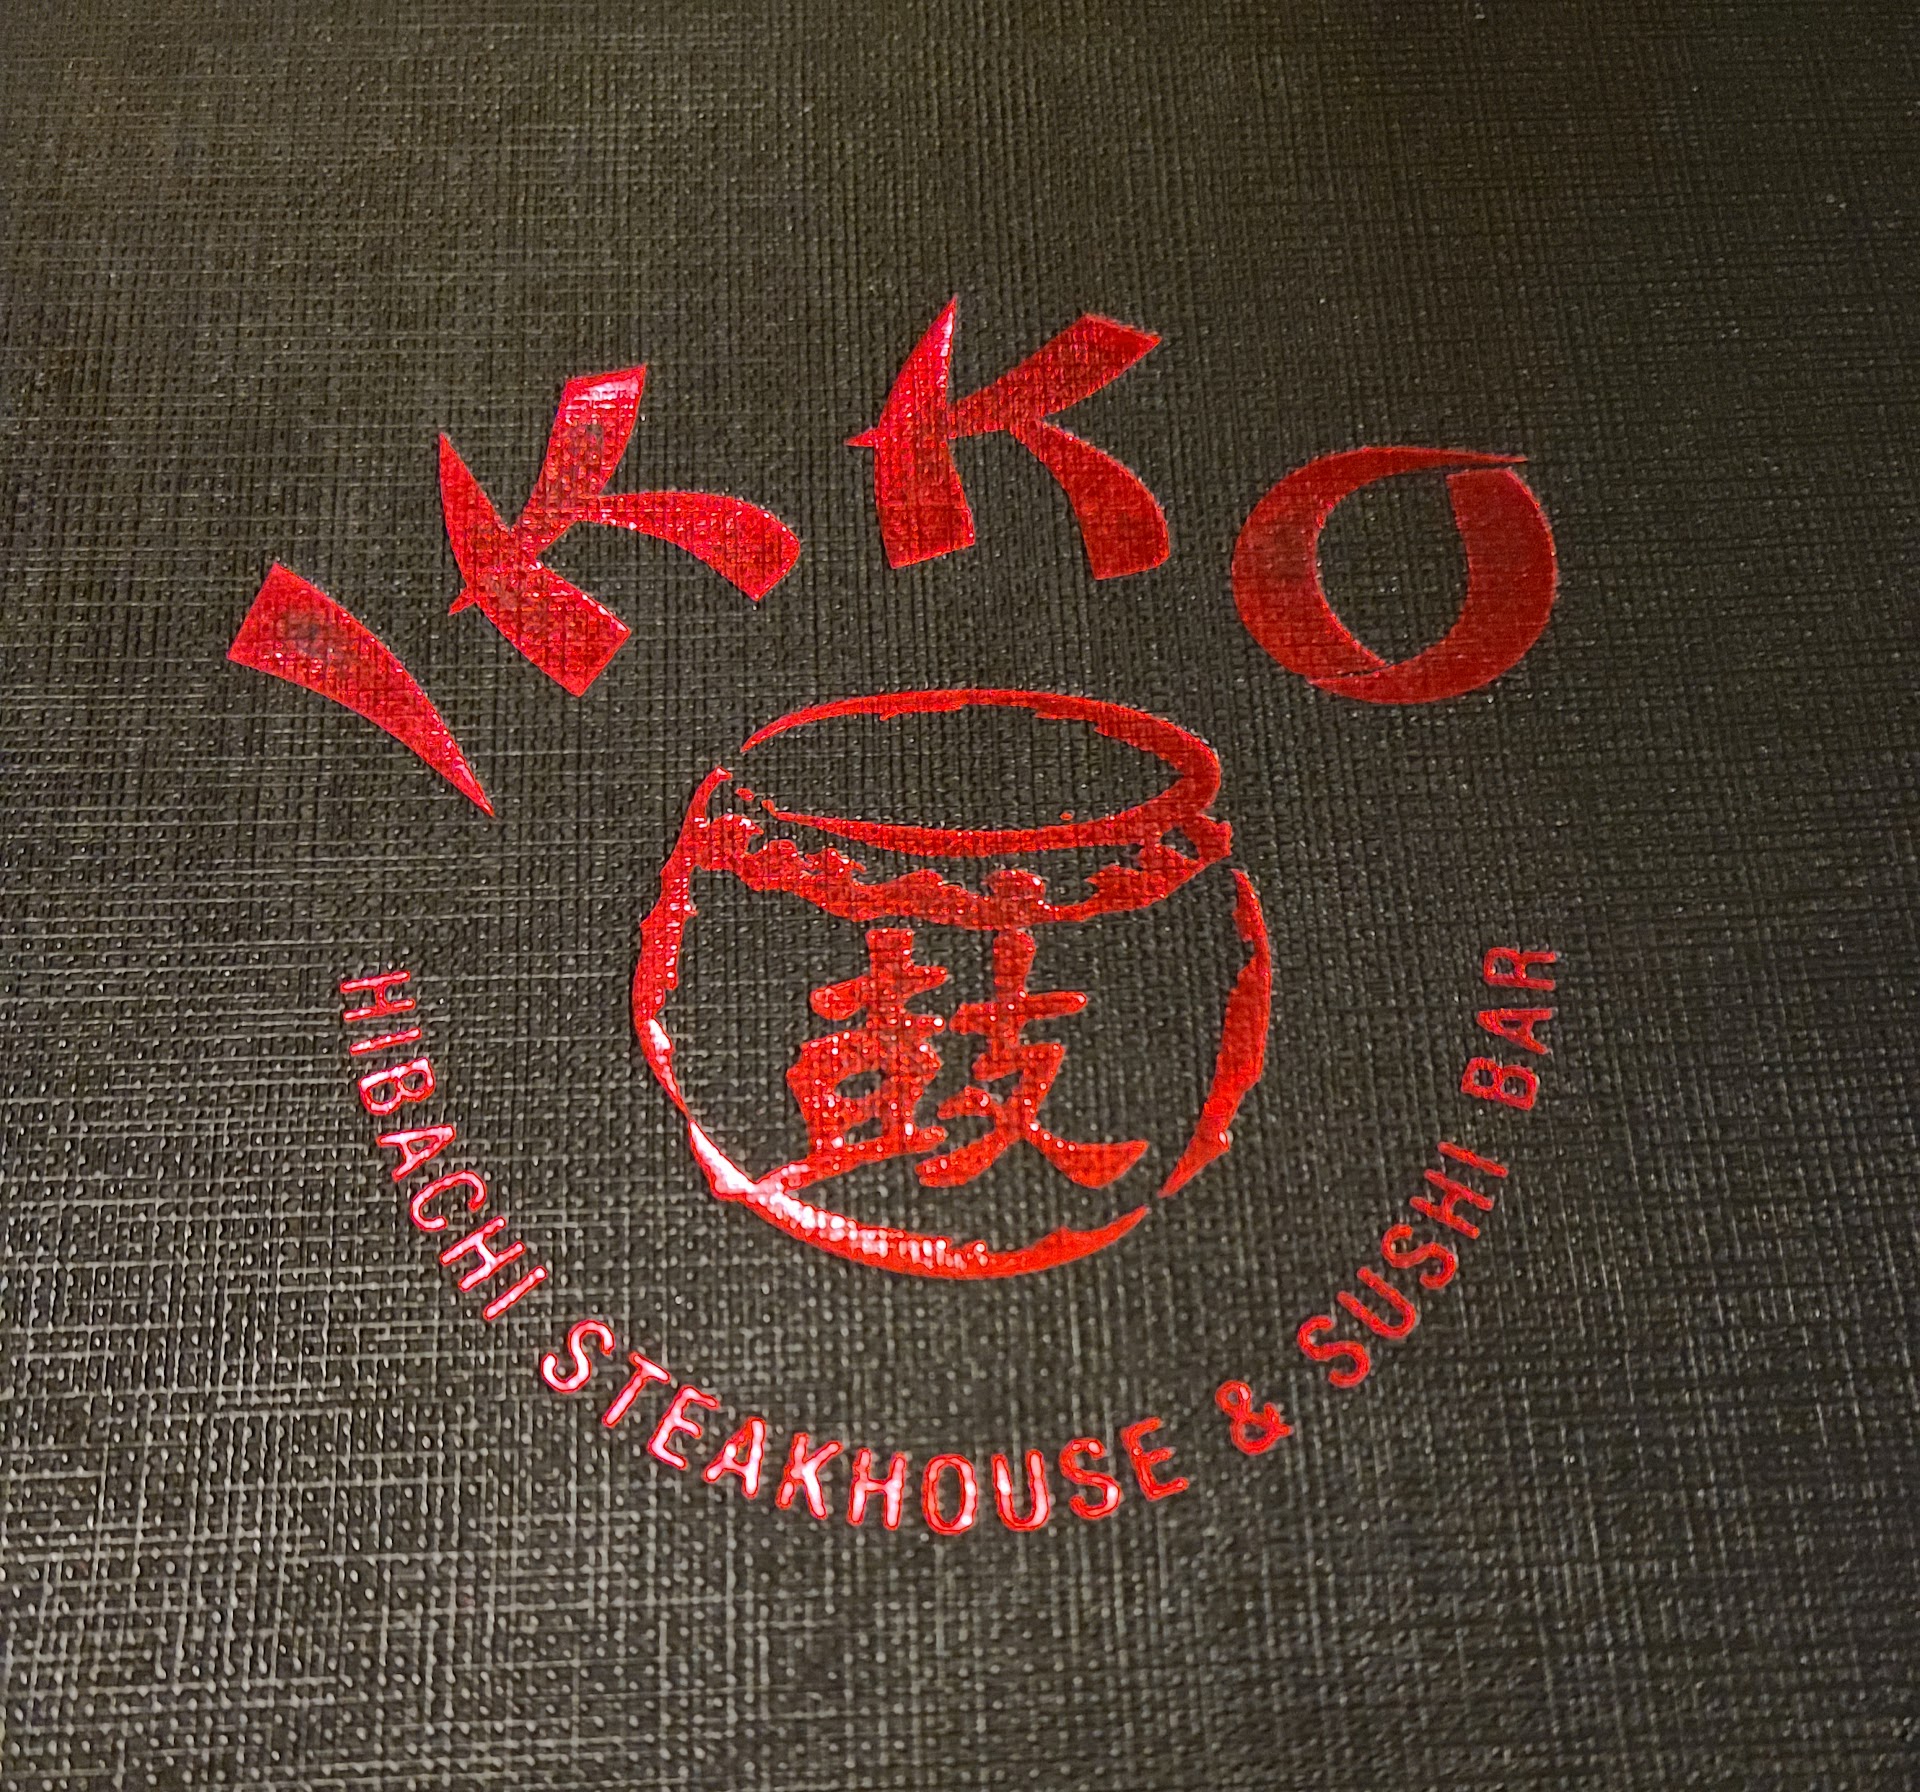 IKKO
鼓
HIBACHI STEAKHOUSE & SUSHI BAR